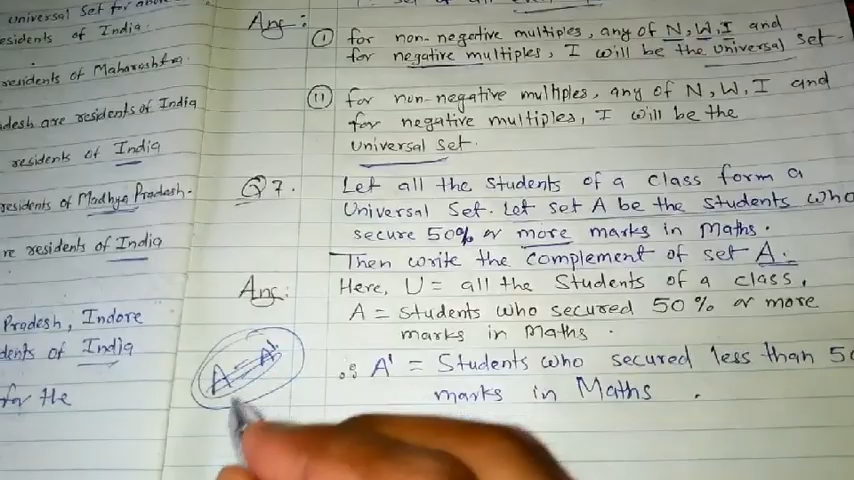 universal set for
residents of India.
residents of Maharashtra
desh are residents of India
residents of India
residents of Madhya Pradesh.
re residents of India
Pradesh, Indore
dents of India
for the
Ans:
(i) for non-negative multiples, any of N, W, I and
for negative multiples, I will be the universal set.
(ii) for non-negative multiples, any of N, W, I and
for negative multiples, I will be the
Universal set.
Q7. Let all the students of a class form a
Universal Set. Let set A be the students who
secure 50% or more marks in Maths.
Then write the complement of set A.
Ans: Here, U = all the Students of a class,
A = Students who secured 50% or more
marks in Maths.
∴ A' = Students who secured less than 50
marks in Maths.
A = A'